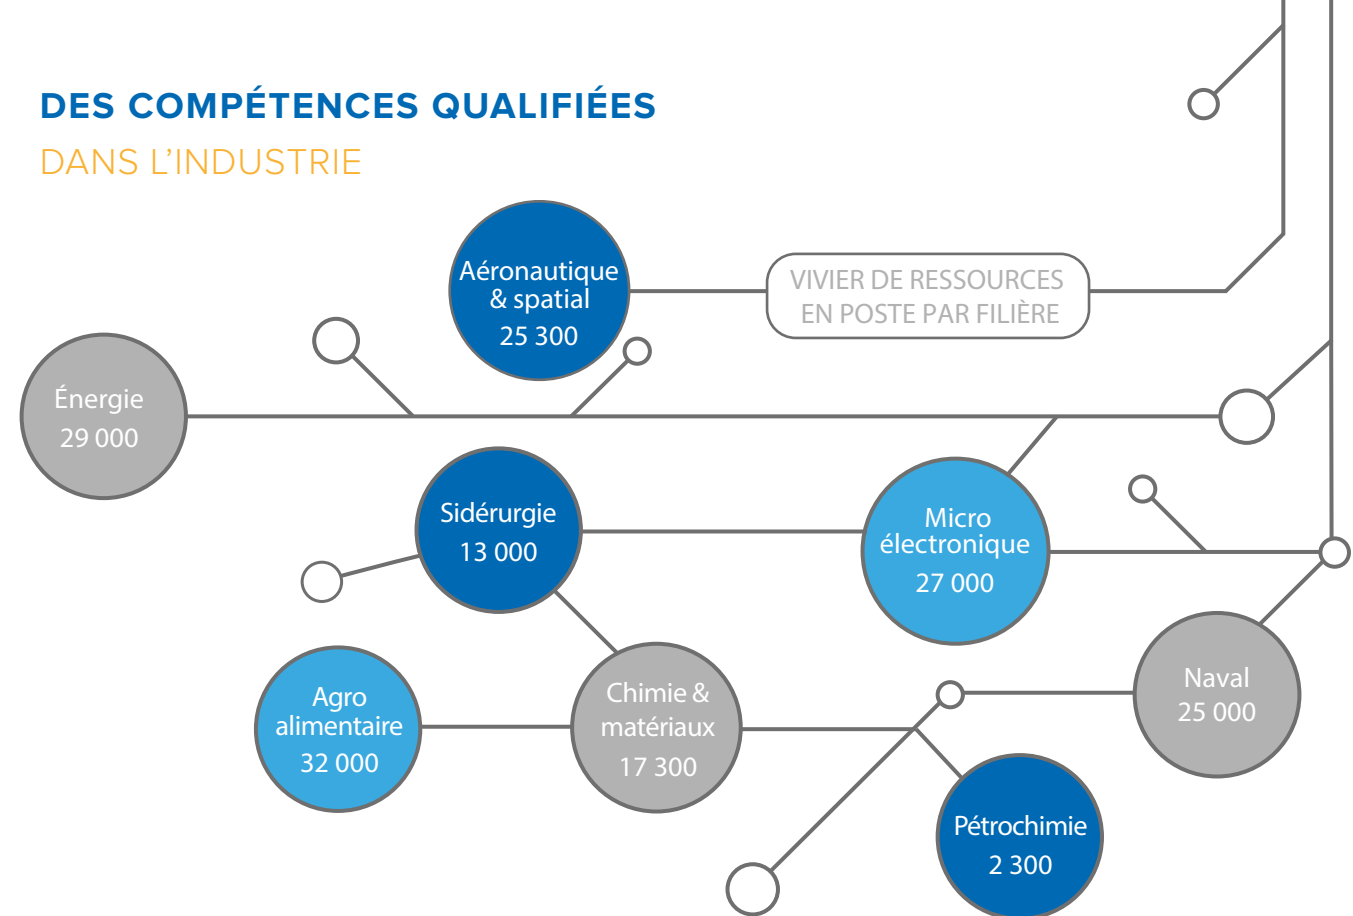 DES COMPÉTENCES QUALIFIÉES
DANS L'INDUSTRIE
Aéronautique
& spatial
25 300
VIVIER DE RESSOURCES
EN POSTE PAR FILIÈRE
Énergie
29 000
Sidérurgie
13 000
Micro
électronique
27 000
Agro
alimentaire
32 000
Chimie &
matériaux
17 300
Naval
25 000
Pétrochimie
2 300